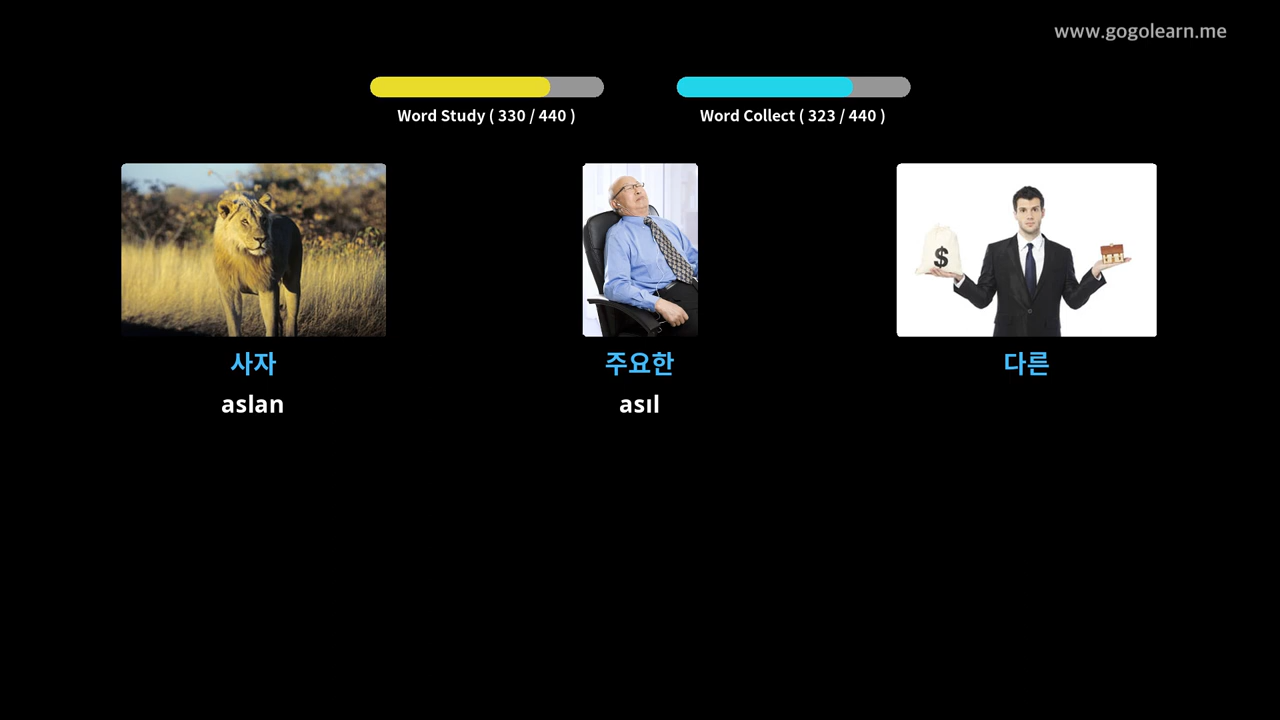 www.gogolearn.me
Word Study ( 330 / 440 )
Word Collect ( 323 / 440 )
사자
주요한
다른
aslan
asıl
$